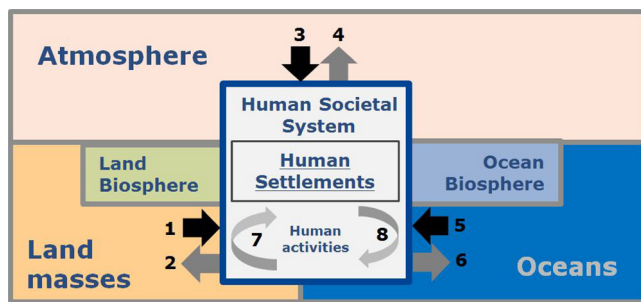 3 4
Atmosphere
Human Societal
System
Land
Biosphere
Human
Settlements
Ocean
Biosphere
1
2
7
Human
activities
8
5
6
Land
masses
Oceans